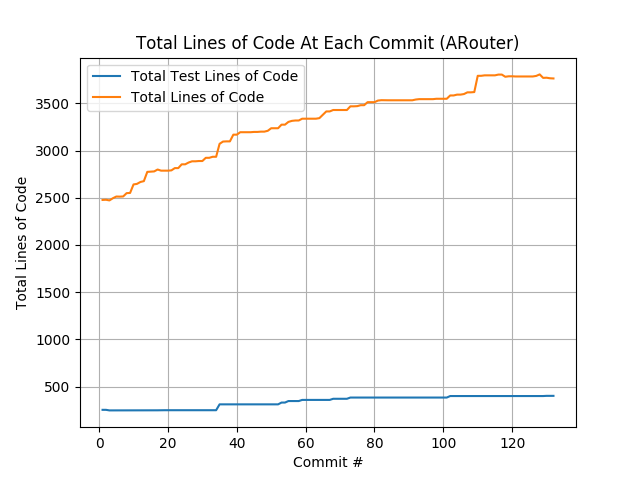 Total Lines of Code At Each Commit (ARouter)
Total Test Lines of Code
Total Lines of Code
Total Lines of Code
3500
3000
2500
2000
1500
1000
500
0 20 40 60 80 100 120
Commit #